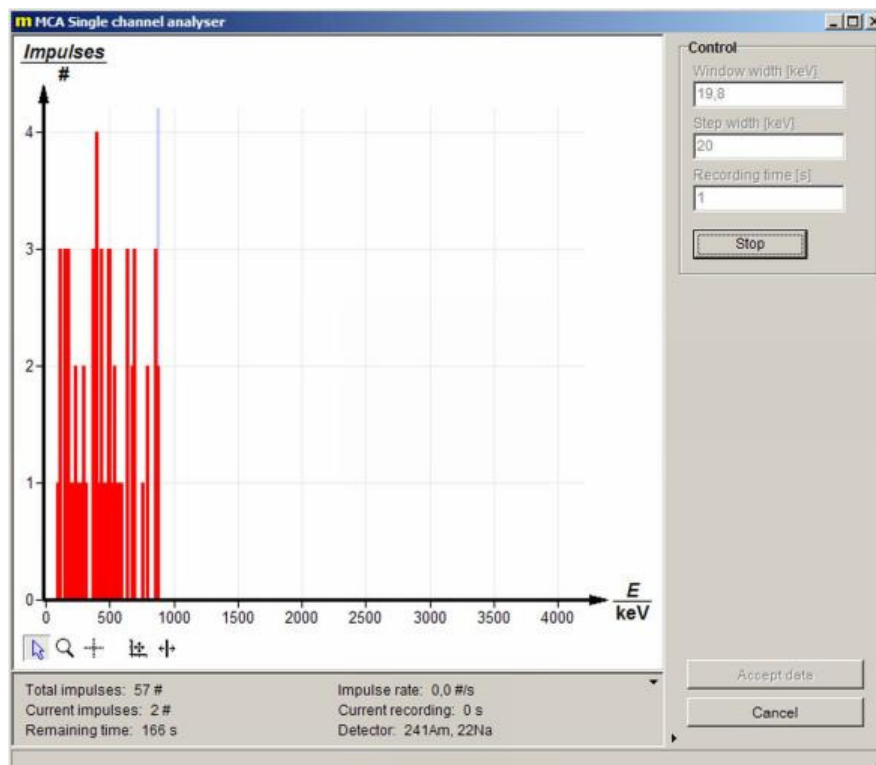 m MCA Single channel analyser
Impulses
#
4
3
2
1
0
0 500 1000 1500 2000 2500 3000 3500 4000
E
keV
Control
Window width [keV]
19,8
Step width [keV]
20
Recording time [s]
1
Stop
Total impulses: 57 #
Current impulses: 2 #
Remaining time: 166 s
Impulse rate: 0,0 #/s
Current recording: 0 s
Detector: 241Am, 22Na
Accept data
Cancel